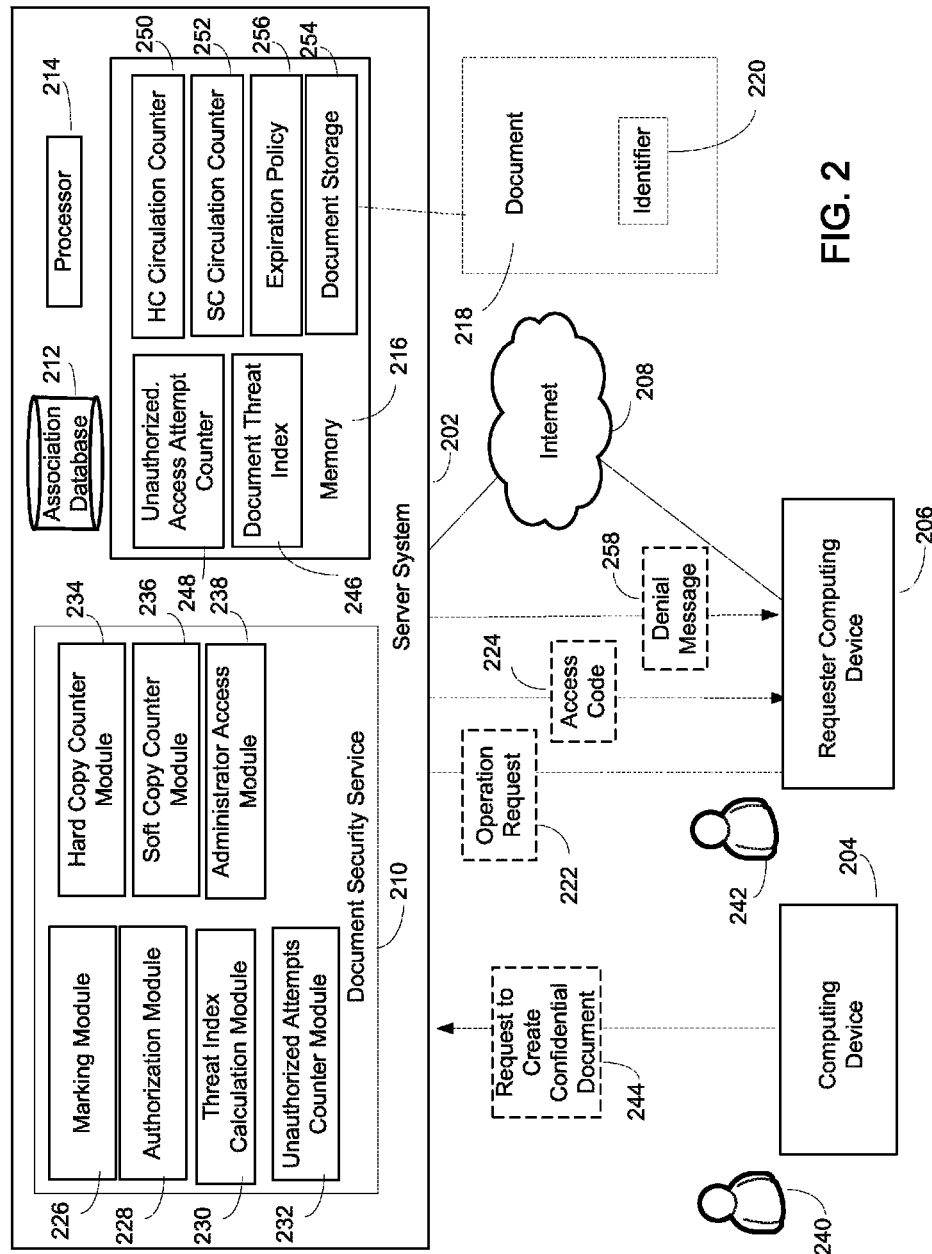 Marking Module
Authorization Module
Threat Index
Calculation Module
Unauthorized Attempts
Counter Module
226
228
230
232
Hard Copy Counter
Module
Soft Copy Counter
Module
Administrator Access
Module
234
236
248
238
Document Security Service
210
Server System
202
Association
Database
212
Processor
214
Unauthorized.
Access Attempt
Counter
Document Threat
Index
246
Memory
216
HC Circulation Counter
SC Circulation Counter
Expiration Policy
Document Storage
250
252
256
254
Request to
Create
Confidential
Document
244
Operation
Request
222
Access
Code
224
Denial
Message
258
Internet
208
Document
218
Identifier
220
240
Computing
Device
204
242
Requester Computing
Device
206
FIG. 2